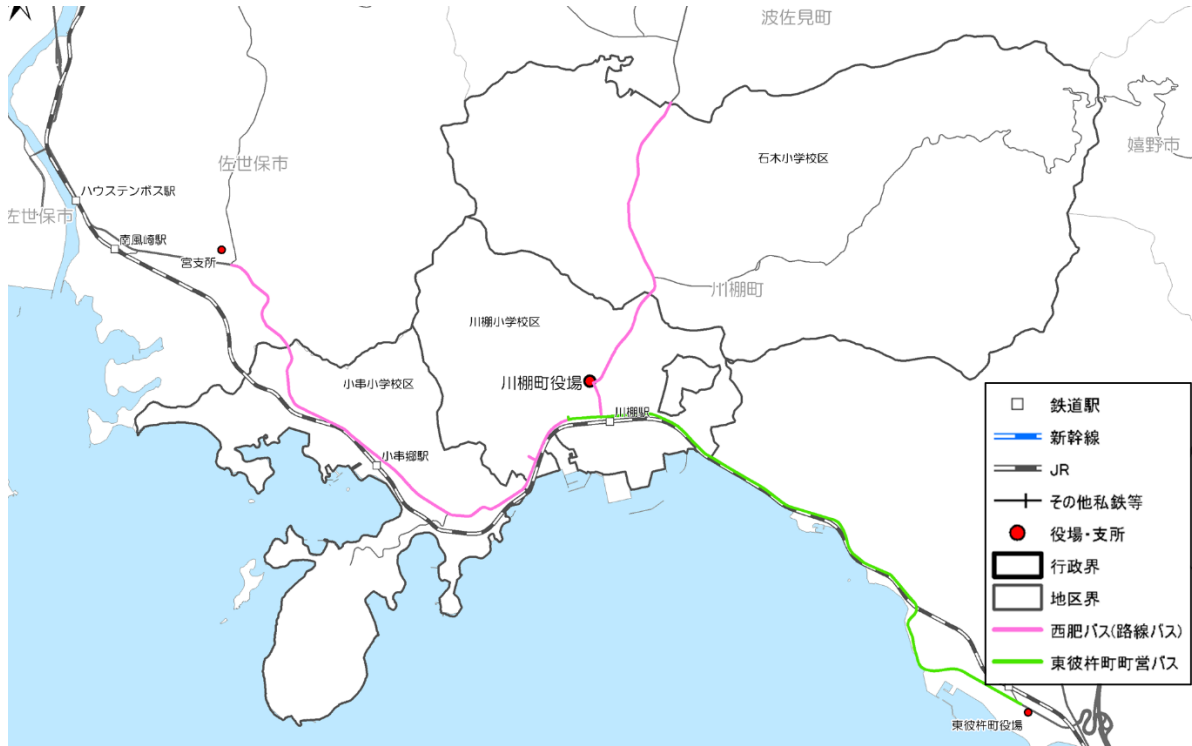 波佐見町
石木小学校区
嬉野市
佐世保市
ハウステンボス駅
佐世保市
南風崎駅
宮支所
川棚町
川棚小学校区
小串小学校区
川棚町役場
川棚駅
小串郷駅
東彼杵町役場
鉄道駅
新幹線
JR
その他私鉄等
役場・支所
行政界
地区界
西肥バス(路線バス)
東彼杵町町営バス